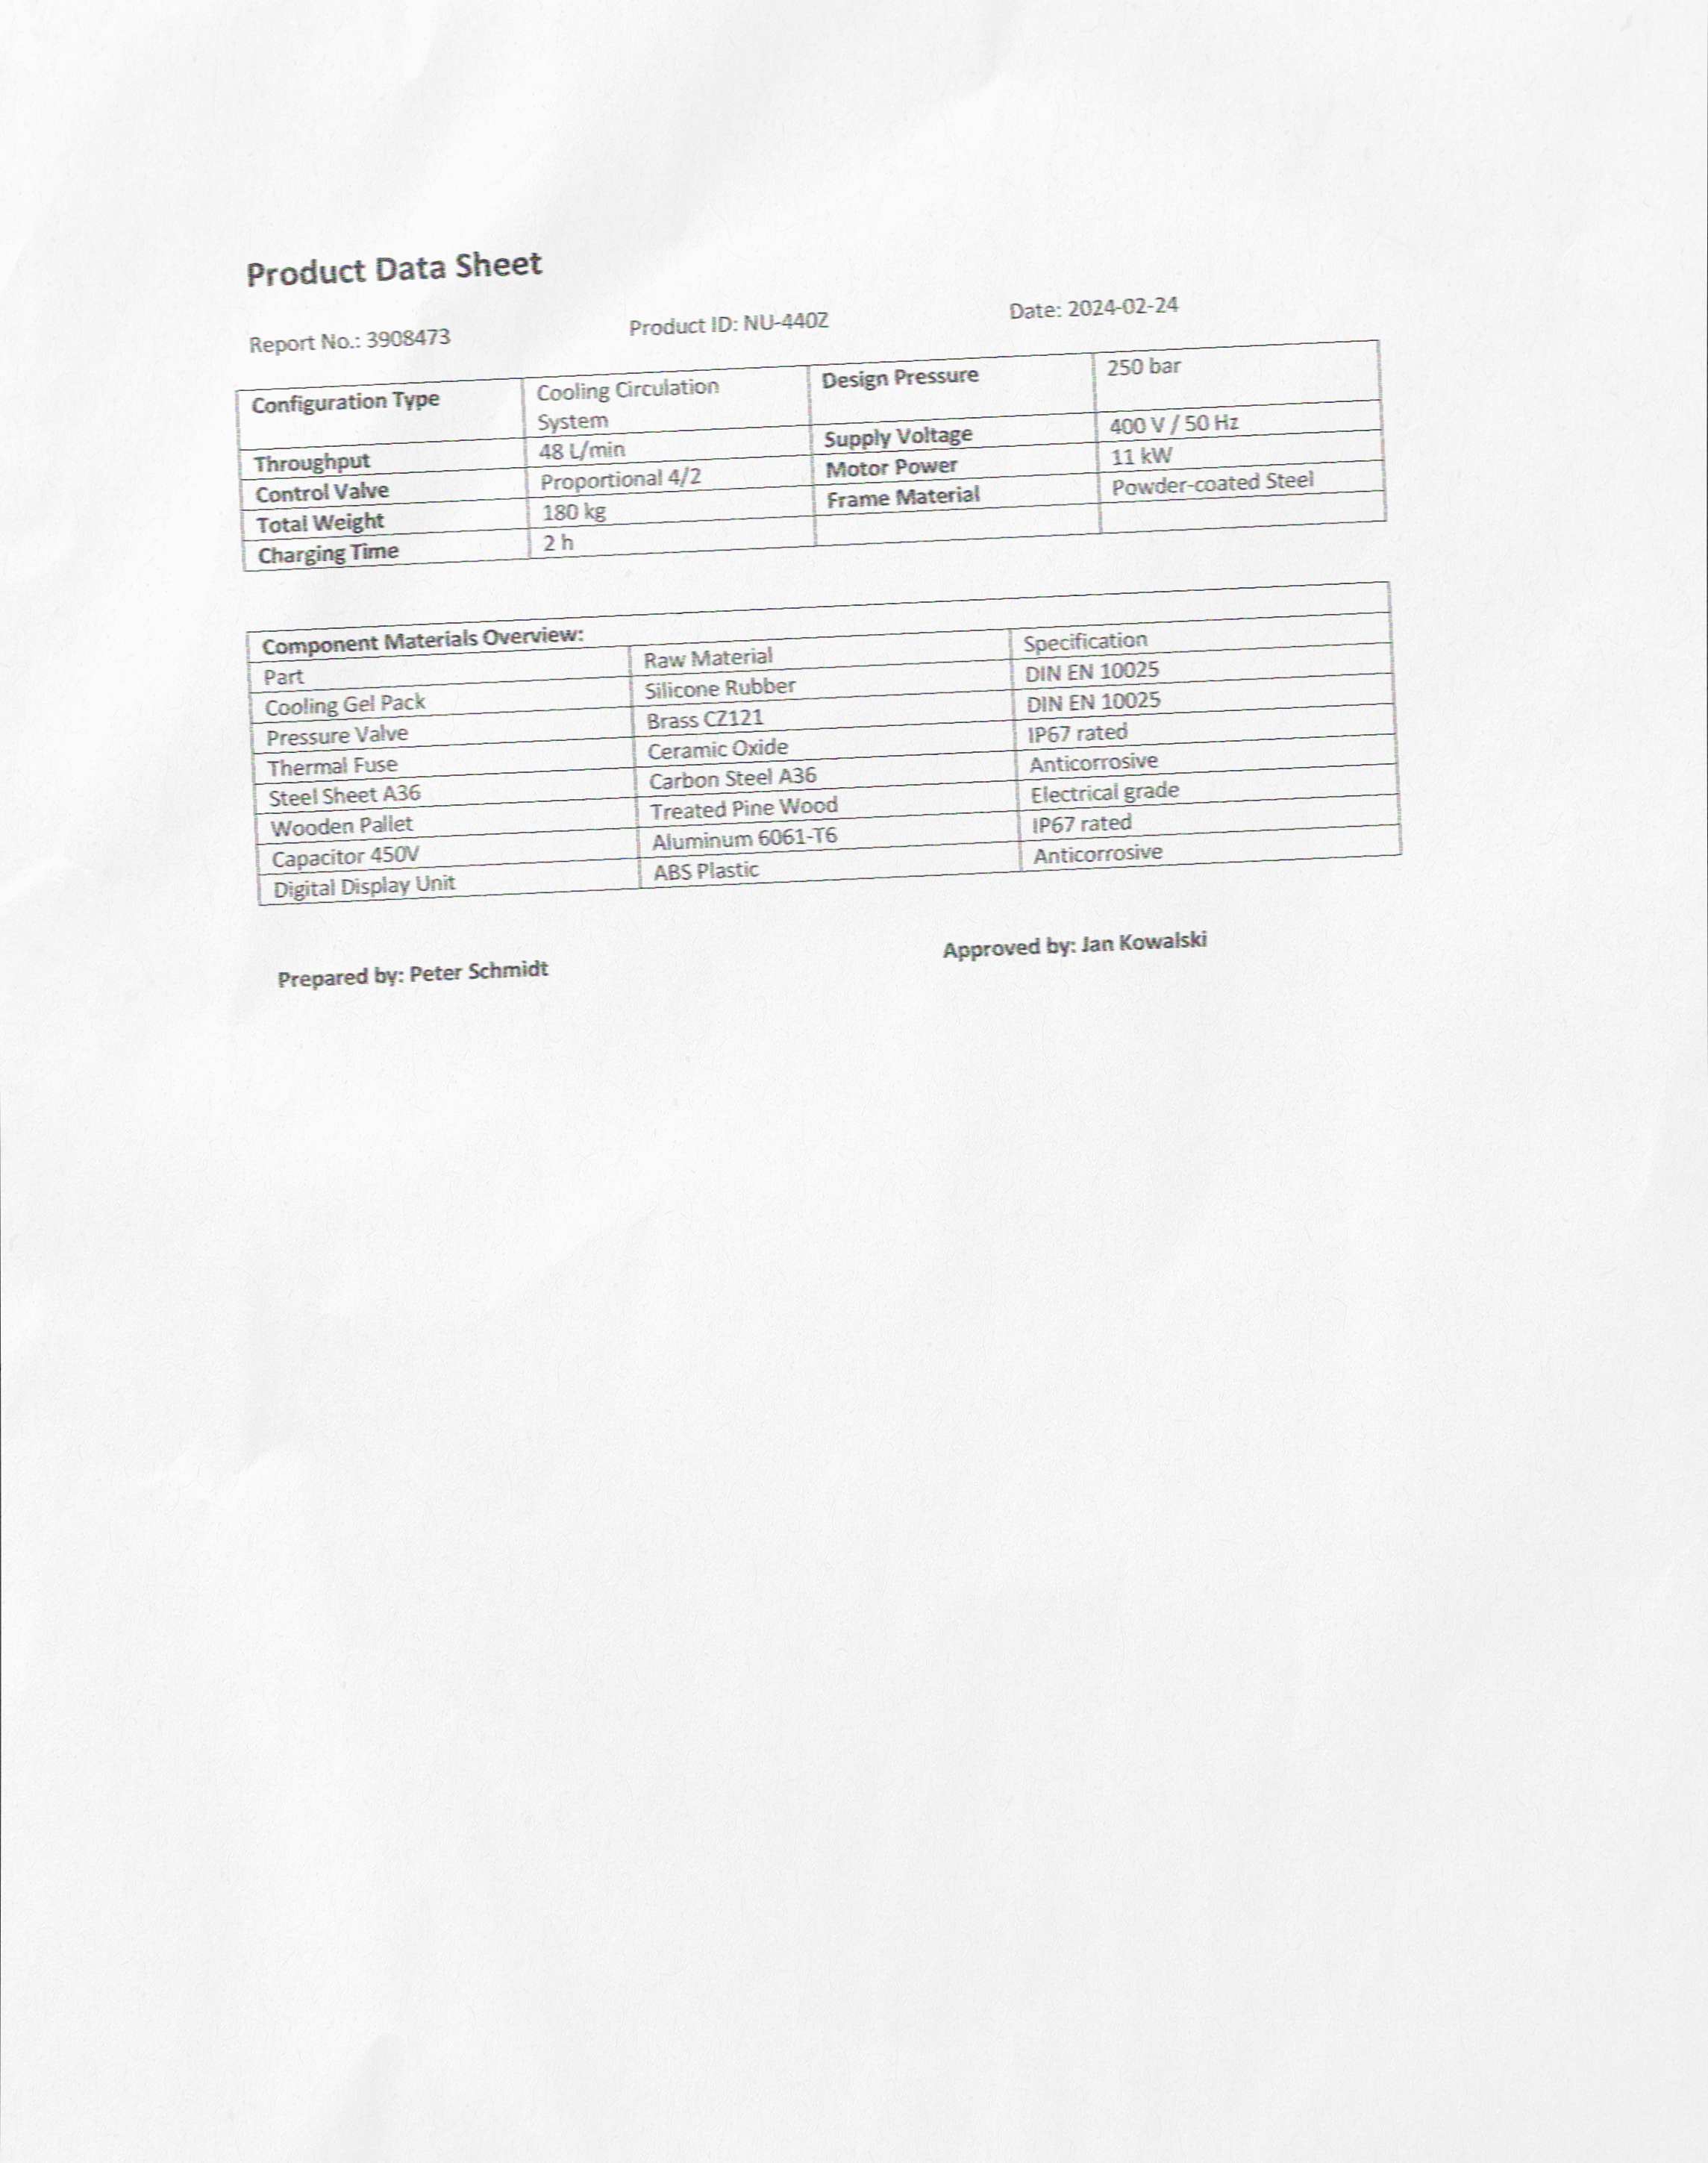 Product Data Sheet
Report No.: 3908473 Product ID: NU-440Z Date: 2024-02-24
Configuration Type Cooling Circulation System Design Pressure 250 bar
Throughput 48 L/min Supply Voltage 400 V / 50 Hz
Control Valve Proportional 4/2 Motor Power 11 kW
Total Weight 180 kg Frame Material Powder-coated Steel
Charging Time 2 h
Component Materials Overview:
Part Raw Material Specification
Cooling Gel Pack Silicone Rubber DIN EN 10025
Pressure Valve Brass CZ121 DIN EN 10025
Thermal Fuse Ceramic Oxide IP67 rated
Steel Sheet A36 Carbon Steel A36 Anticorrosive
Wooden Pallet Treated Pine Wood Electrical grade
Capacitor 450V Aluminum 6061-T6 IP67 rated
Digital Display Unit ABS Plastic Anticorrosive
Prepared by: Peter Schmidt Approved by: Jan Kowalski